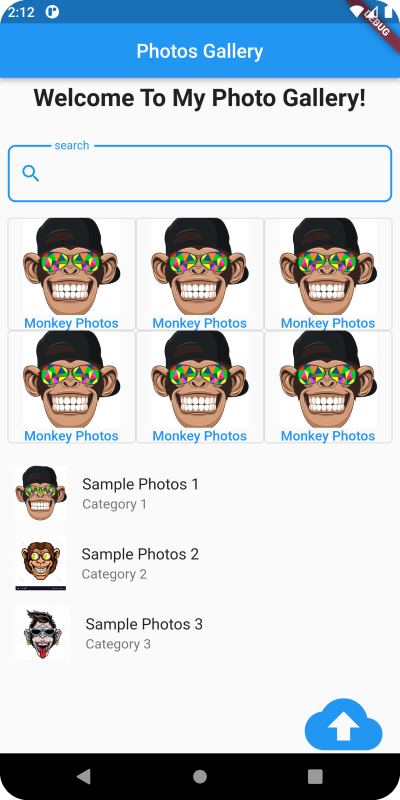 2:12
DEBUG
Photos Gallery
Welcome To My Photo Gallery!
search
Monkey Photos Monkey Photos Monkey Photos
Monkey Photos Monkey Photos Monkey Photos
Sample Photos 1
Category 1
Sample Photos 2
Category 2
Sample Photos 3
Category 3